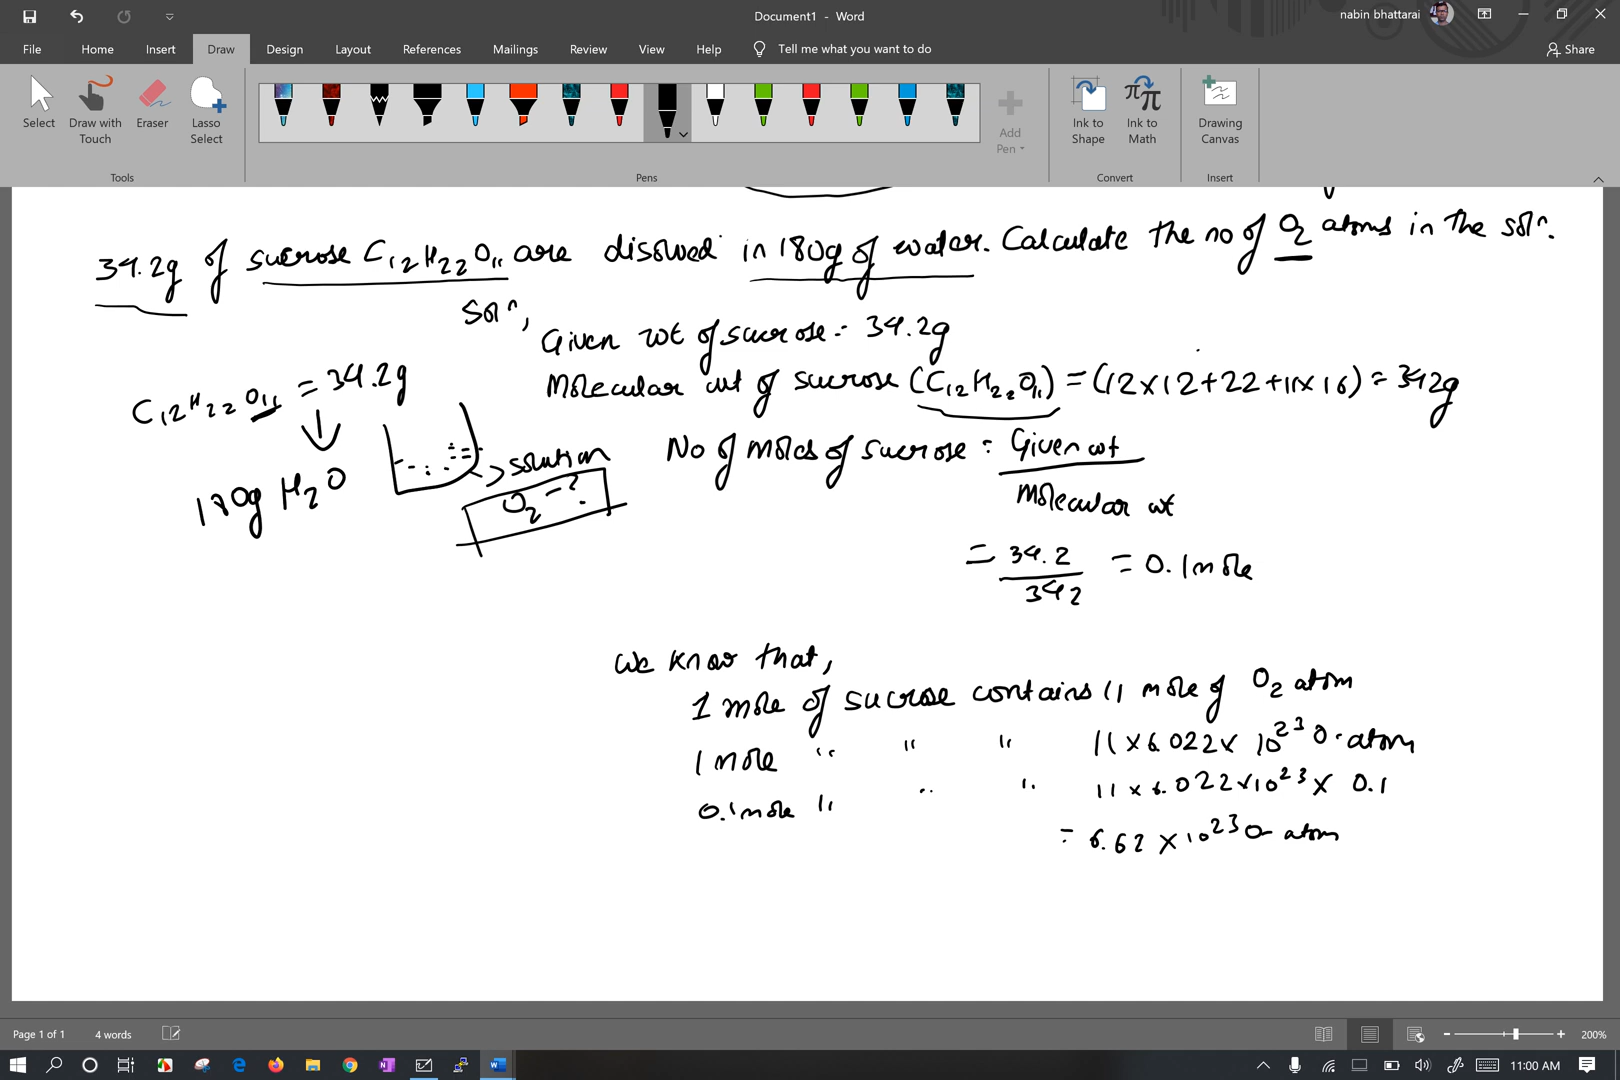 Document1 - Word
nabin bhattarai
File Home Insert Draw Design Layout References Mailings Review View Help Tell me what you want to do Share
Select Draw with Touch Eraser Lasso Select Add Pen Ink to Shape Ink to Math Drawing Canvas
Tools Pens Convert Insert
34.2g of sucrose C12H22O11 are disolved in 180g of water. Calculate the no of O2 atoms in the solⁿ.
Solⁿ,
Given wt of sucrose = 34.2g
C12H22O11 = 34.2g
Molecular wt of sucrose (C12H22O11) = (12×12+22+11×16) = 342g
180g H2O
solution
O2 = ?
No of moles of sucrose = Given wt
Molecular wt
= 34.2 / 342 = 0.1 mole
We know that,
1 mole of sucrose contains 11 mole of O2 atom
1 mole " " " 11 × 6.022 × 10²³ O-atom
0.1 mole " " " 11 × 6.022 × 10²³ × 0.1
= 6.62 × 10²³ O-atom
Page 1 of 1 4 words 200%
11:00 AM